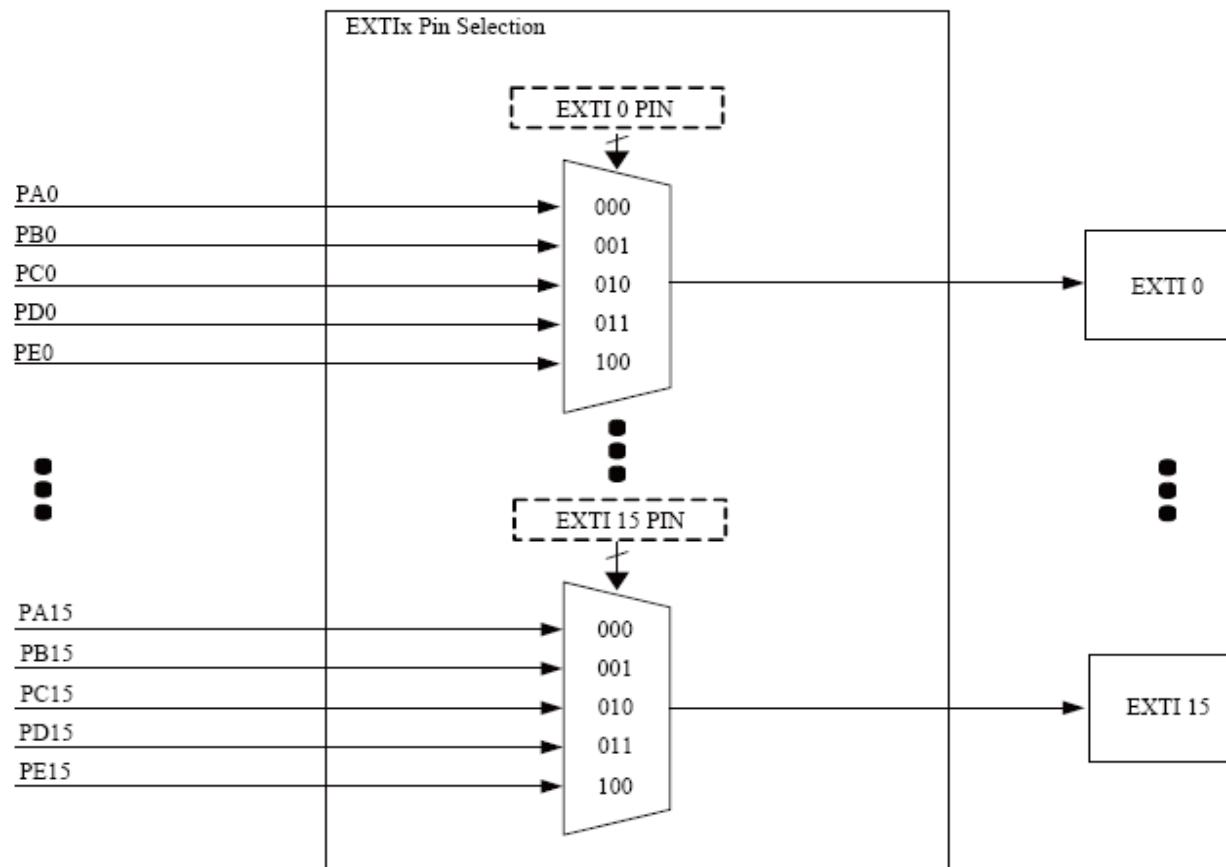 EXTIx Pin Selection
EXTI 0 PIN
PA0
000
PB0
001
PC0
010
EXTI 0
PD0
011
PE0
100
EXTI 15 PIN
PA15
000
PB15
001
PC15
010
EXTI 15
PD15
011
PE15
100